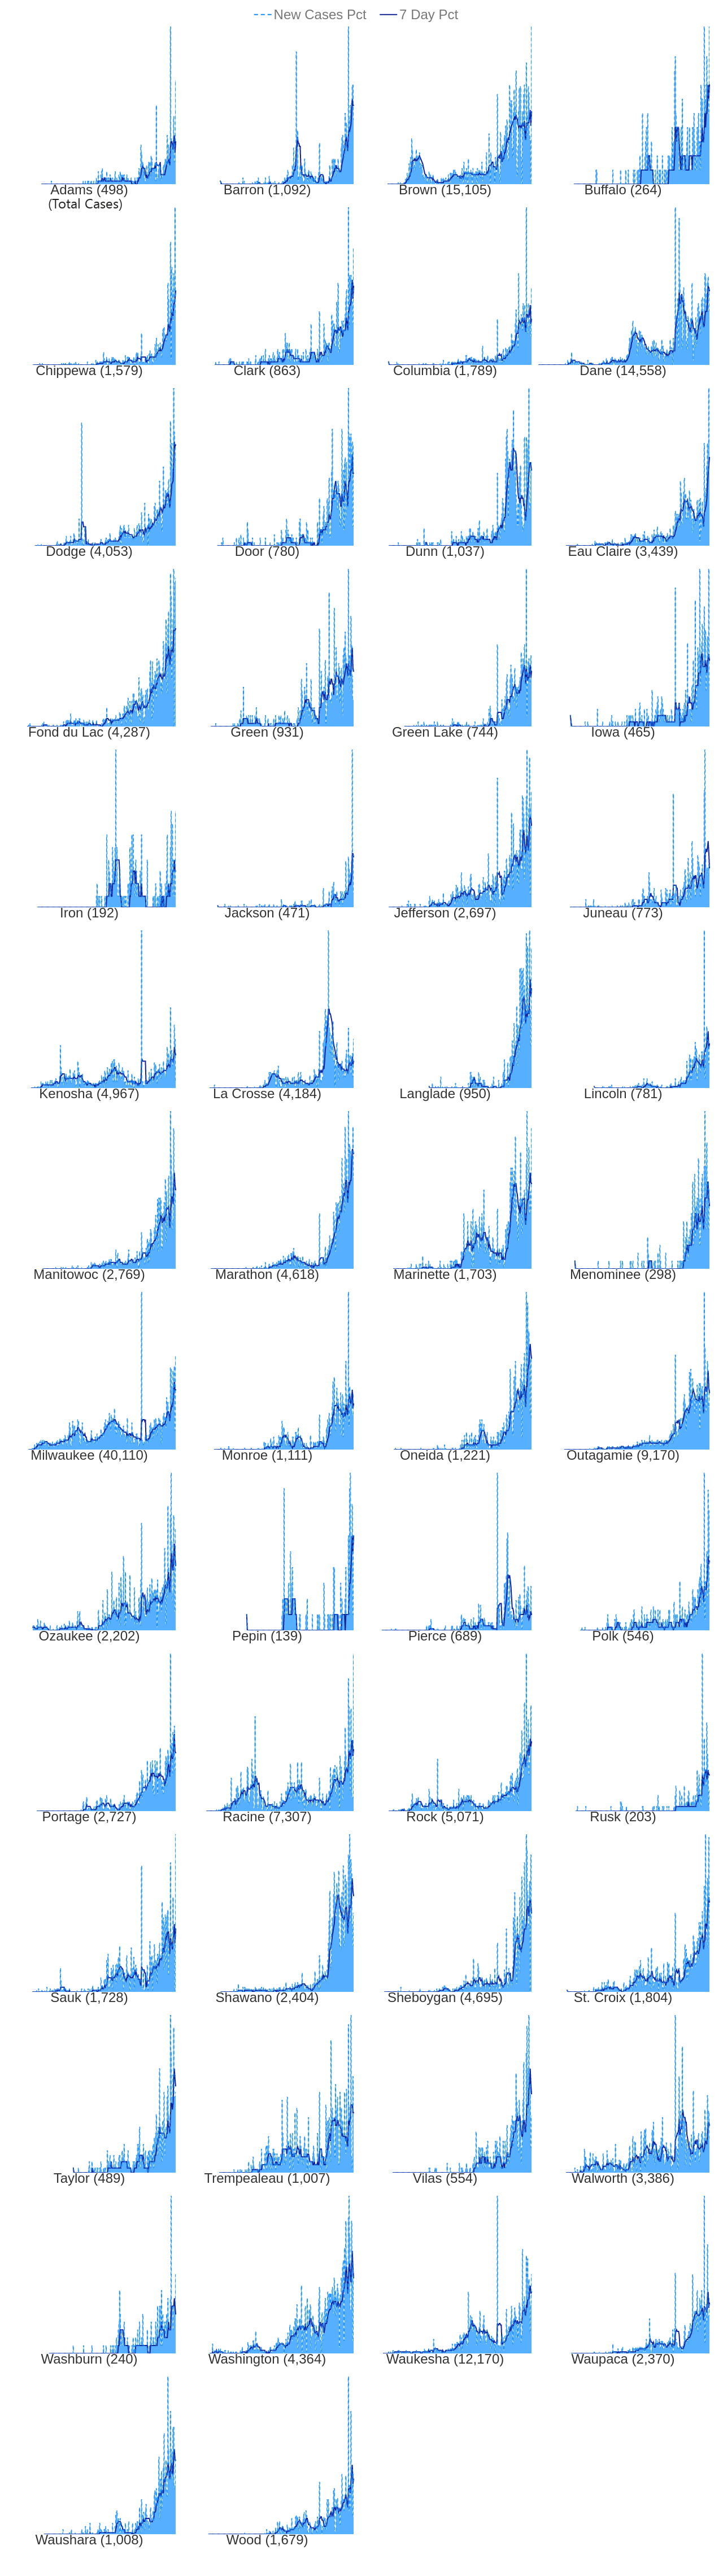 New Cases Pct 7 Day Pct
Adams (498) Barron (1,092) Brown (15,105) Buffalo (264)
(Total Cases)
Chippewa (1,579) Clark (863) Columbia (1,789) Dane (14,558)
Dodge (4,053) Door (780) Dunn (1,037) Eau Claire (3,439)
Fond du Lac (4,287) Green (931) Green Lake (744) Iowa (465)
Iron (192) Jackson (471) Jefferson (2,697) Juneau (773)
Kenosha (4,967) La Crosse (4,184) Langlade (950) Lincoln (781)
Manitowoc (2,769) Marathon (4,618) Marinette (1,703) Menominee (298)
Milwaukee (40,110) Monroe (1,111) Oneida (1,221) Outagamie (9,170)
Ozaukee (2,202) Pepin (139) Pierce (689) Polk (546)
Portage (2,727) Racine (7,307) Rock (5,071) Rusk (203)
Sauk (1,728) Shawano (2,404) Sheboygan (4,695) St. Croix (1,804)
Taylor (489) Trempealeau (1,007) Vilas (554) Walworth (3,386)
Washburn (240) Washington (4,364) Waukesha (12,170) Waupaca (2,370)
Waushara (1,008) Wood (1,679)